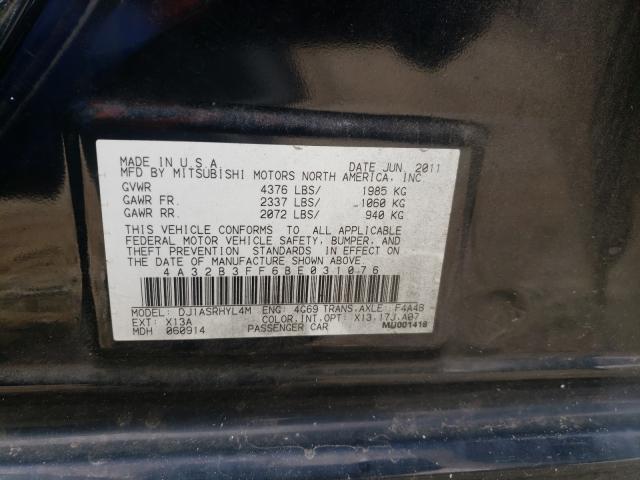 MADE IN U.S.A. DATE JUN 2011
MFD BY MITSUBISHI MOTORS NORTH AMERICA, INC
GVWR 4376 LBS/ 1985 KG
GAWR FR. 2337 LBS/ 1060 KG
GAWR RR. 2072 LBS/ 940 KG
THIS VEHICLE CONFORMS TO ALL APPLICABLE
FEDERAL MOTOR VEHICLE SAFETY, BUMPER, AND
THEFT PREVENTION STANDARDS IN EFFECT ON
THE DATE OF MANUFACTURE SHOWN ABOVE.
4A32B3FF6BE031076
MODEL: DJ1ASRHYL4M ENG: 4G69 TRANS.AXLE F4A4B
EXT: X13A COLOR.INT.OPT: X13.17J.A07
MDH 060914 PASSENGER CAR MU001418